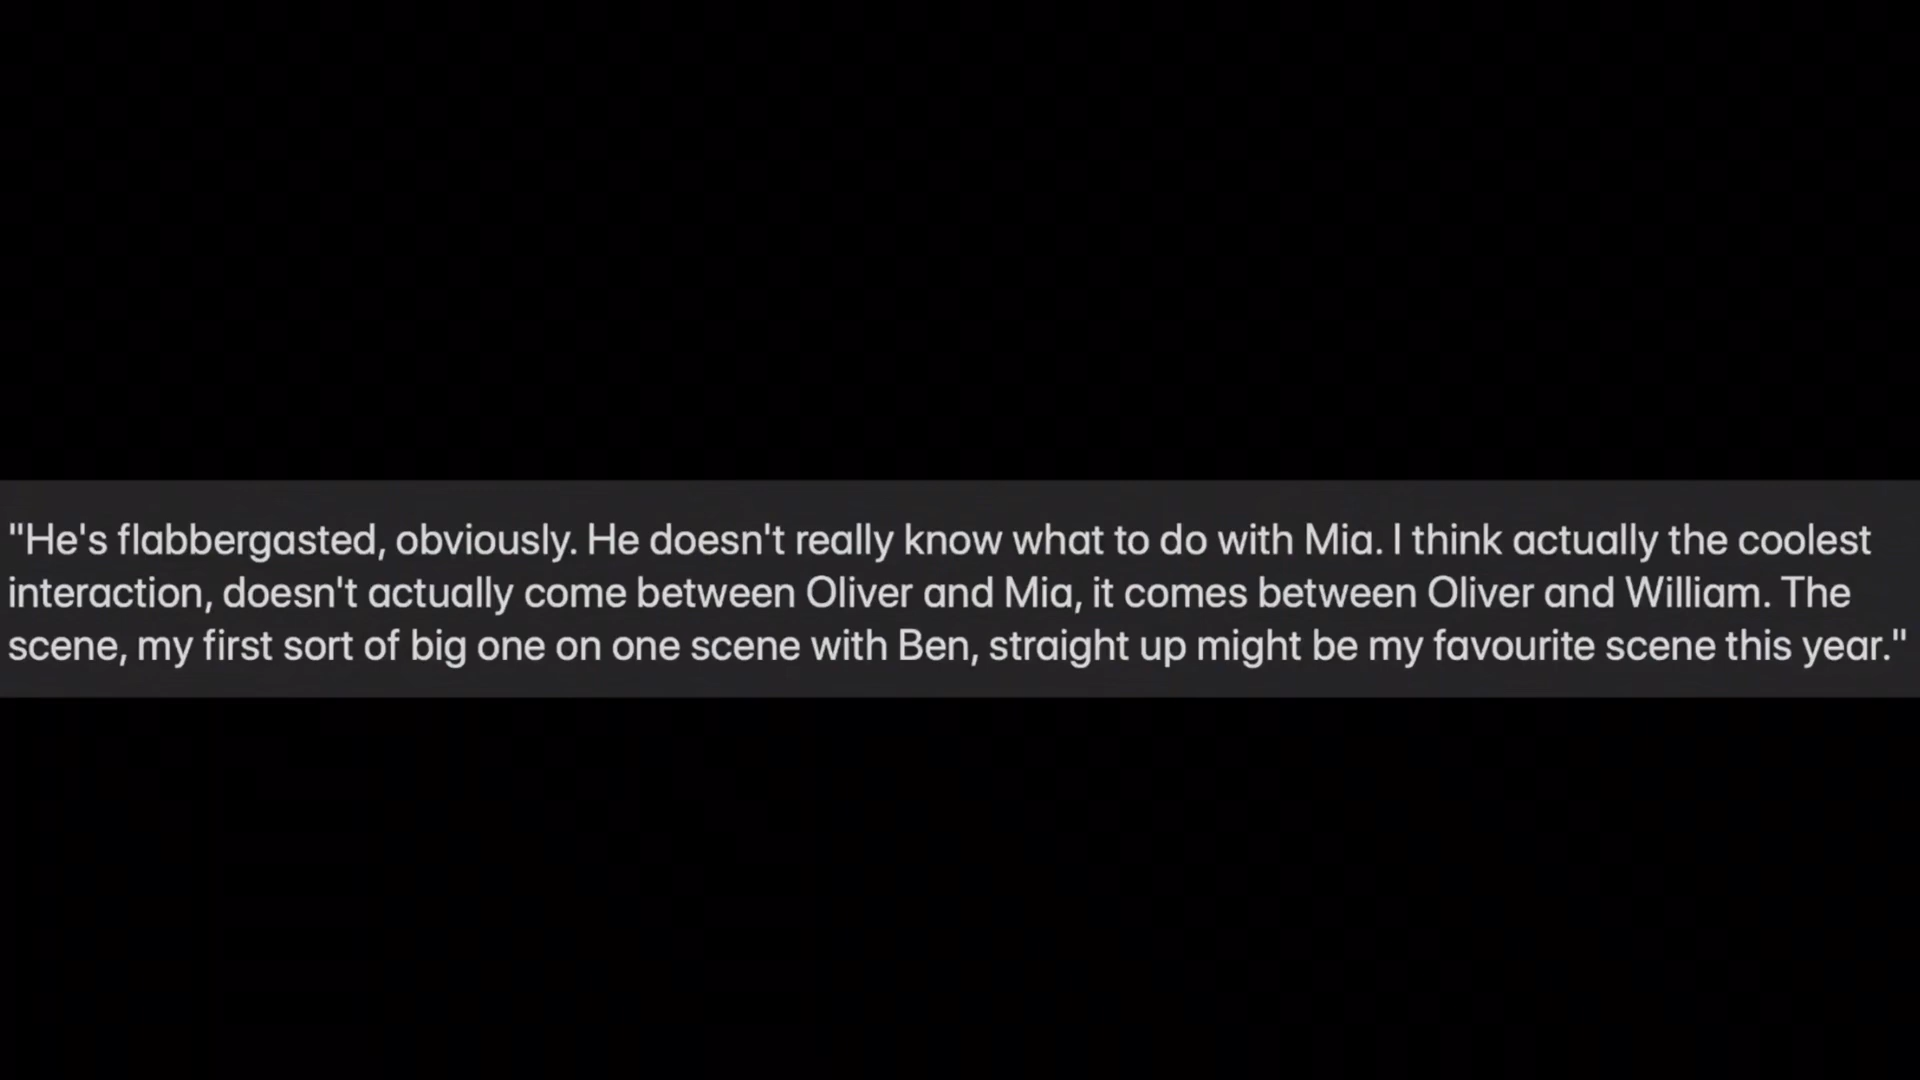 "He's flabbergasted, obviously. He doesn't really know what to do with Mia. I think actually the coolest
interaction, doesn't actually come between Oliver and Mia, it comes between Oliver and William. The
scene, my first sort of big one on one scene with Ben, straight up might be my favourite scene this year."